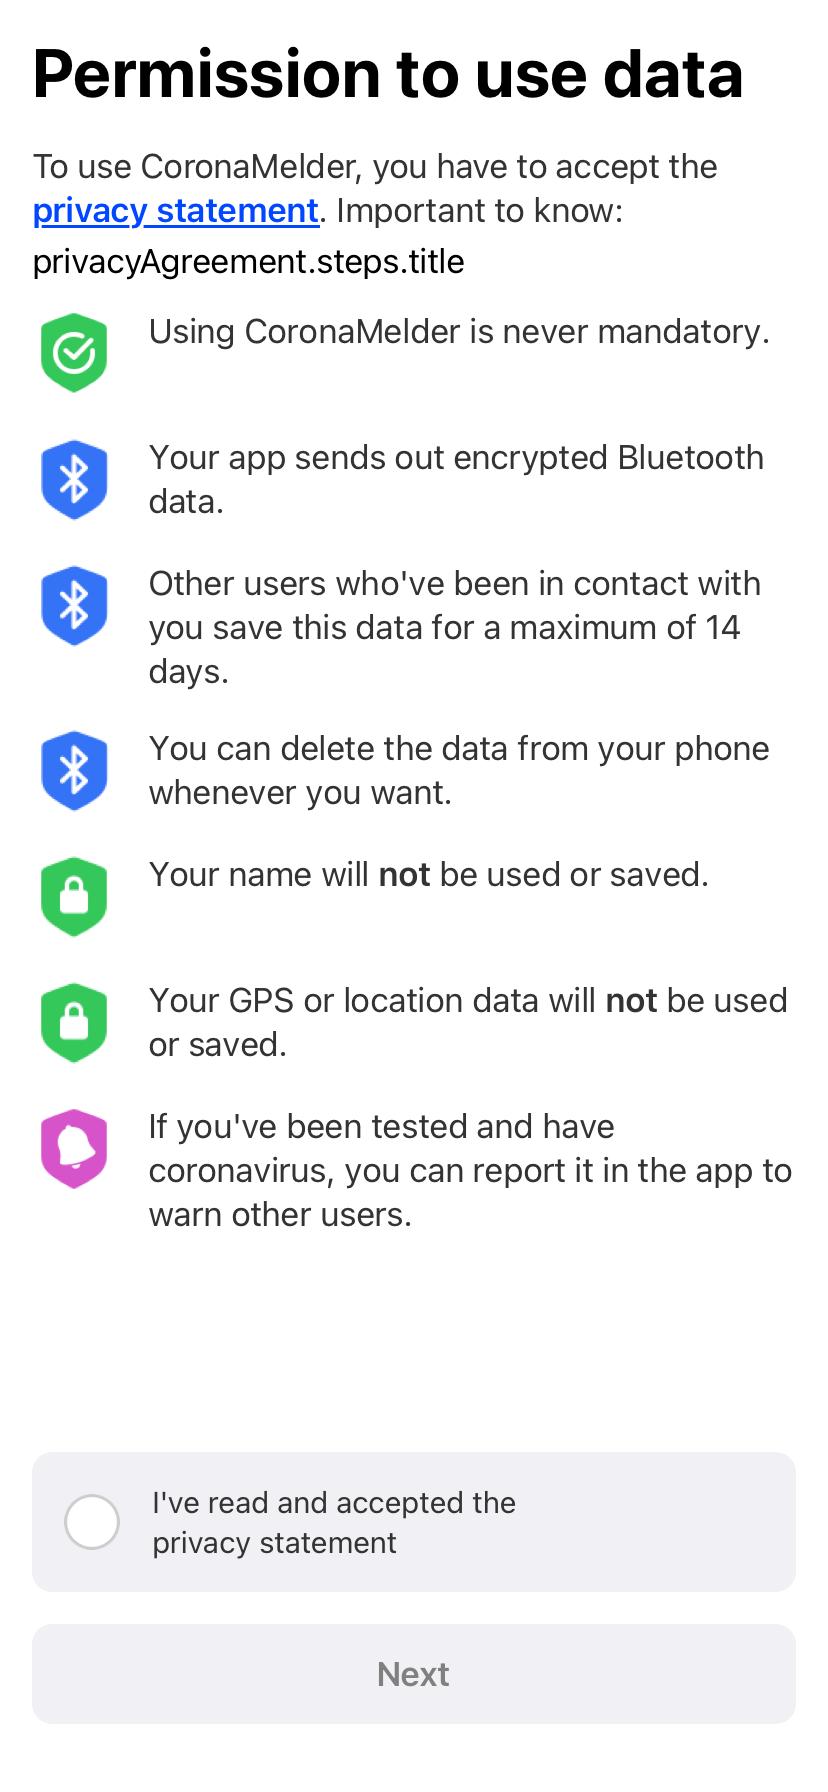 Permission to use data
To use CoronaMelder, you have to accept the
privacy statement. Important to know:
privacyAgreement.steps.title
Using CoronaMelder is never mandatory.
Your app sends out encrypted Bluetooth
data.
Other users who've been in contact with
you save this data for a maximum of 14
days.
You can delete the data from your phone
whenever you want.
Your name will not be used or saved.
Your GPS or location data will not be used
or saved.
If you've been tested and have
coronavirus, you can report it in the app to
warn other users.
I've read and accepted the
privacy statement
Next